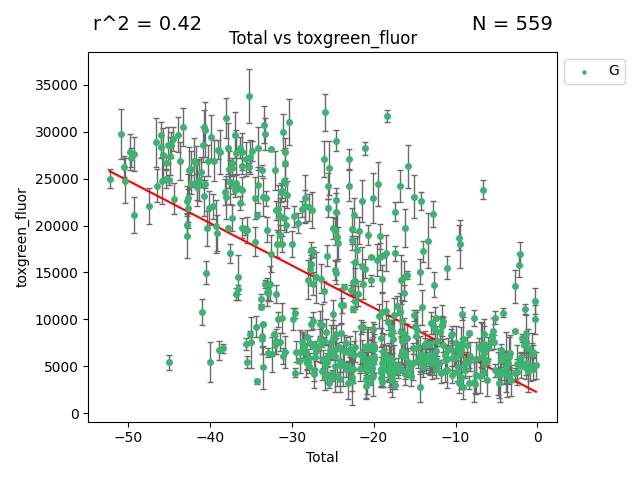 r^2 = 0.42
N = 559
Total vs toxgreen_fluor
G
35000
30000
25000
20000
15000
10000
5000
0
toxgreen_fluor
−50
−40
−30
−20
−10
0
Total